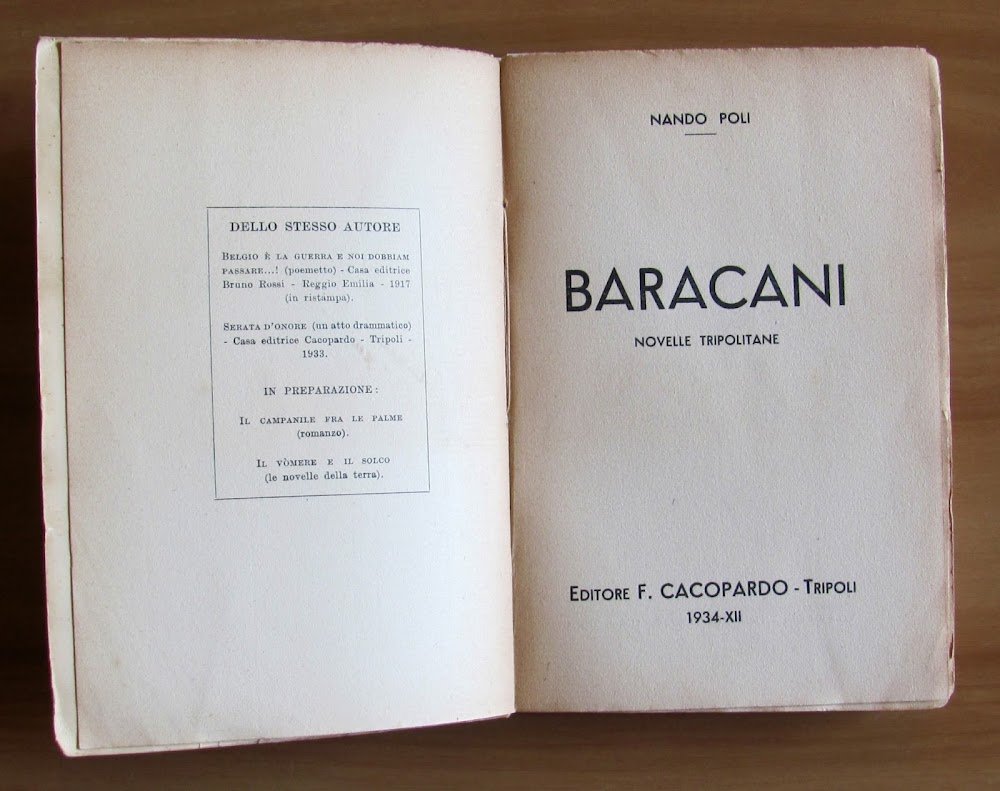 DELLO STESSO AUTORE
BELGIO È LA GUERRA E NOI DOBBIAM
PASSARE...! (poemetto) - Casa editrice
Bruno Rossi - Reggio Emilia - 1917
(in ristampa).
SERATA D'ONORE (un atto drammatico)
- Casa editrice Cacopardo - Tripoli -
1933.
IN PREPARAZIONE:
IL CAMPANILE FRA LE PALME
(romanzo).
IL VÒMERE E IL SOLCO
(le novelle della terra).
NANDO POLI
BARACANI
NOVELLE TRIPOLITANE
EDITORE F. CACOPARDO - TRIPOLI
1934-XII